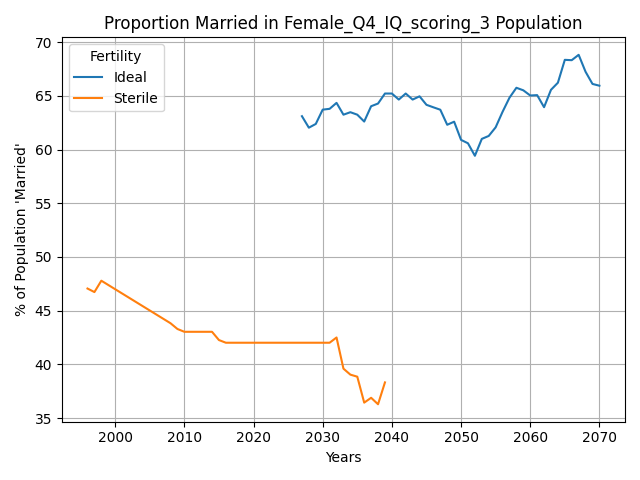 Proportion Married in Female_Q4_IQ_scoring_3 Population
Fertility
Ideal
Sterile
% of Population 'Married'
70
65
60
55
50
45
40
35
2000
2010
2020
2030
2040
2050
2060
2070
Years